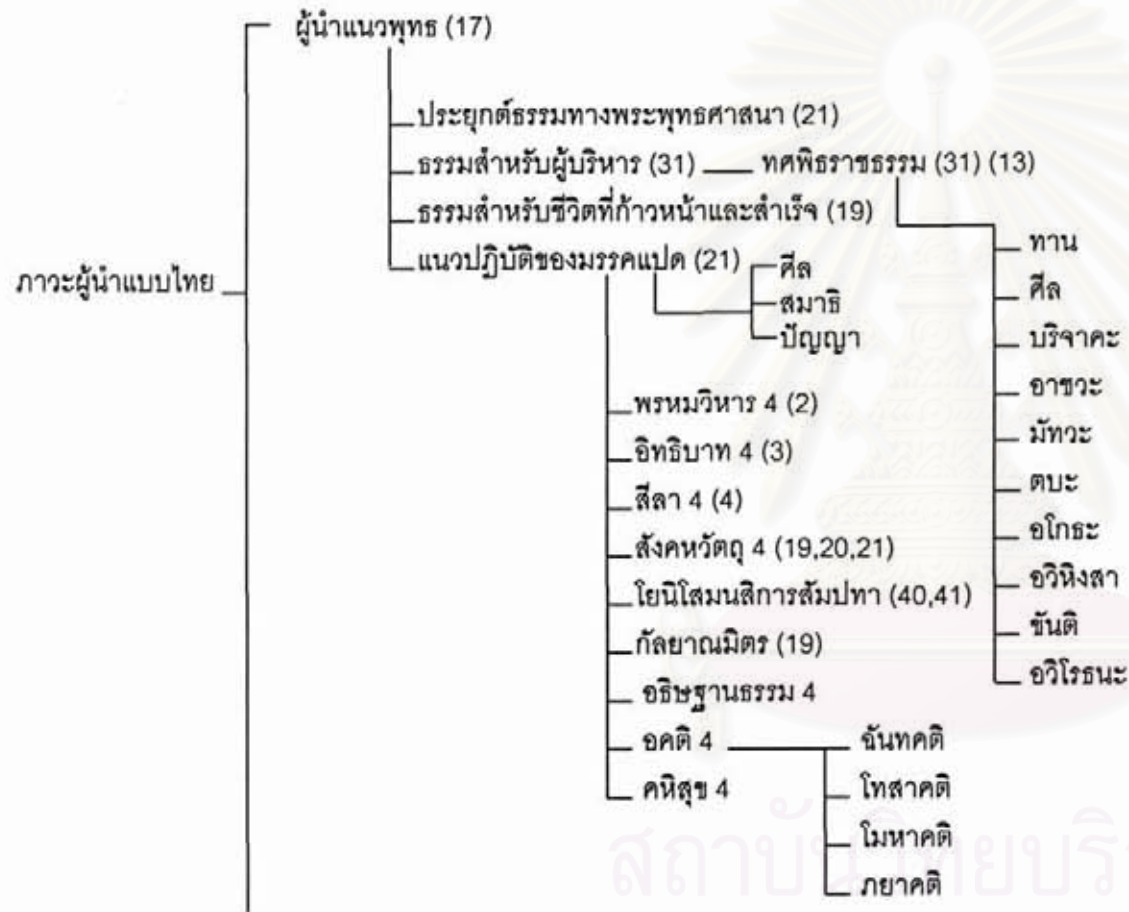 ผู้นำแนวพุทธ (17)
ประยุกต์ธรรมทางพระพุทธศาสนา (21)
ธรรมสำหรับผู้บริหาร (31) ทศพิธราชธรรม (31) (13)
ธรรมสำหรับชีวิตที่ก้าวหน้าและสำเร็จ (19)
ทาน
แนวปฏิบัติของมรรคแปด (21)
ศีล
สมาธิ
ปัญญา
ภาวะผู้นำแบบไทย
ศีล
บริจาคะ
อาชวะ
มัทวะ
ตบะ
อโกธะ
อวิหิงสา
ขันติ
อวิโรธนะ
พรหมวิหาร 4 (2)
อิทธิบาท 4 (3)
สีลา 4 (4)
สังคหวัตถุ 4 (19,20,21)
โยนิโสมนสิการสัมปทา (40,41)
กัลยาณมิตร (19)
อธิษฐานธรรม 4
อคติ 4
คหิสุข 4
ฉันทคติ
โทสาคติ
โมหาคติ
ภยาคติ
สถาบันวิทยบริ